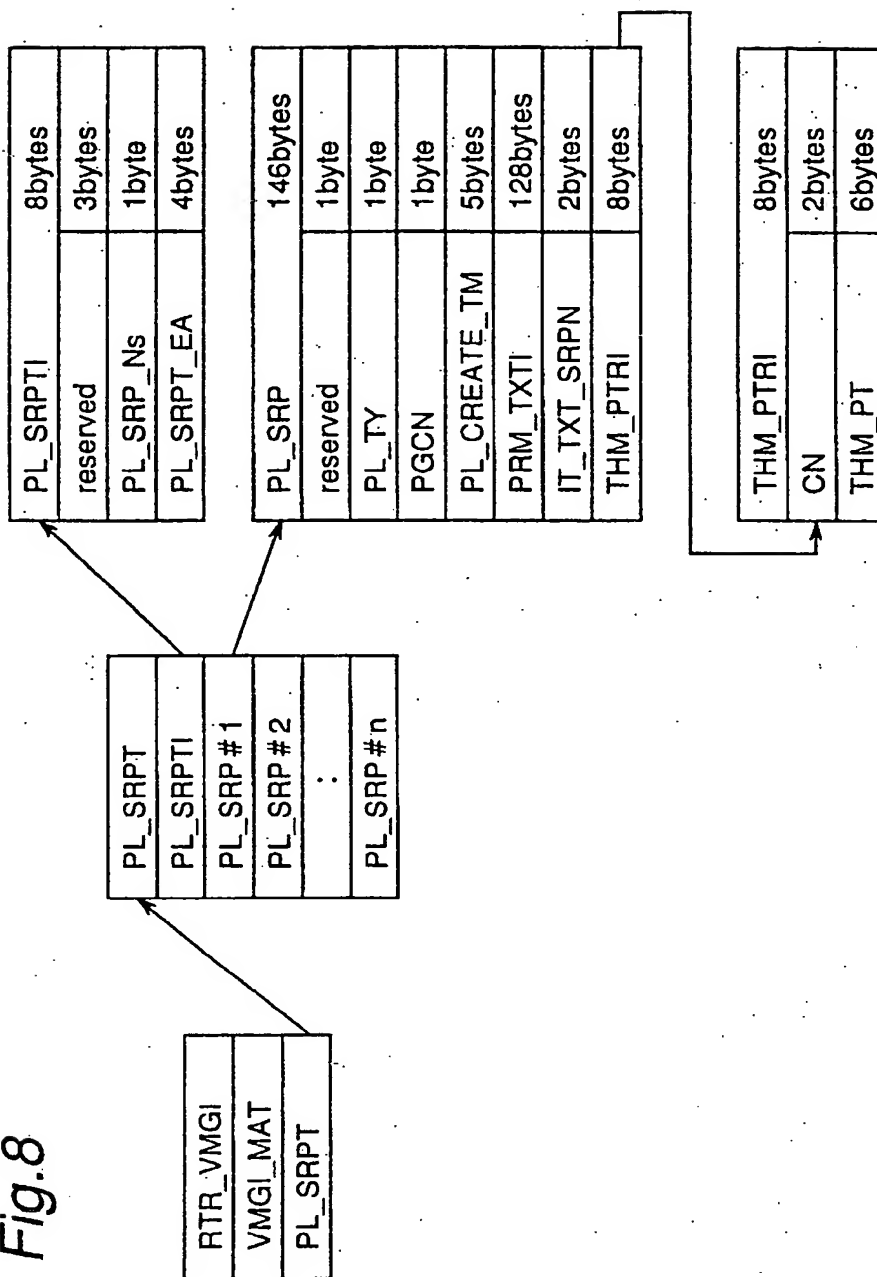 Fig.8
RTR_VMGI
VMGI_MAT
PL_SRPT
PL_SRPT
PL_SRPTI
PL_SRP#1
PL_SRP#2
:
PL_SRP#n
PL_SRPTI 8bytes
reserved 3bytes
PL_SRP_Ns 1byte
PL_SRPT_EA 4bytes
PL_SRP 146bytes
reserved 1byte
PL_TY 1byte
PGCN 1byte
PL_CREATE_TM 5bytes
PRM_TXTI 128bytes
IT_TXT_SRPN 2bytes
THM_PTRI 8bytes
THM_PTRI 8bytes
CN 2bytes
THM_PT 6bytes